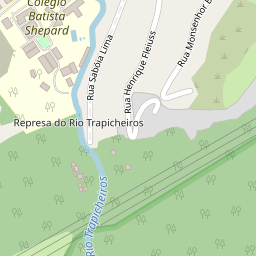 Colégio
Batista
Shepard
Rua Sabóia Lima
Rua Henrique Fleiuss
Rua Monsenhor
Represa do Rio Trapicheiros
Rio Trapicheiros